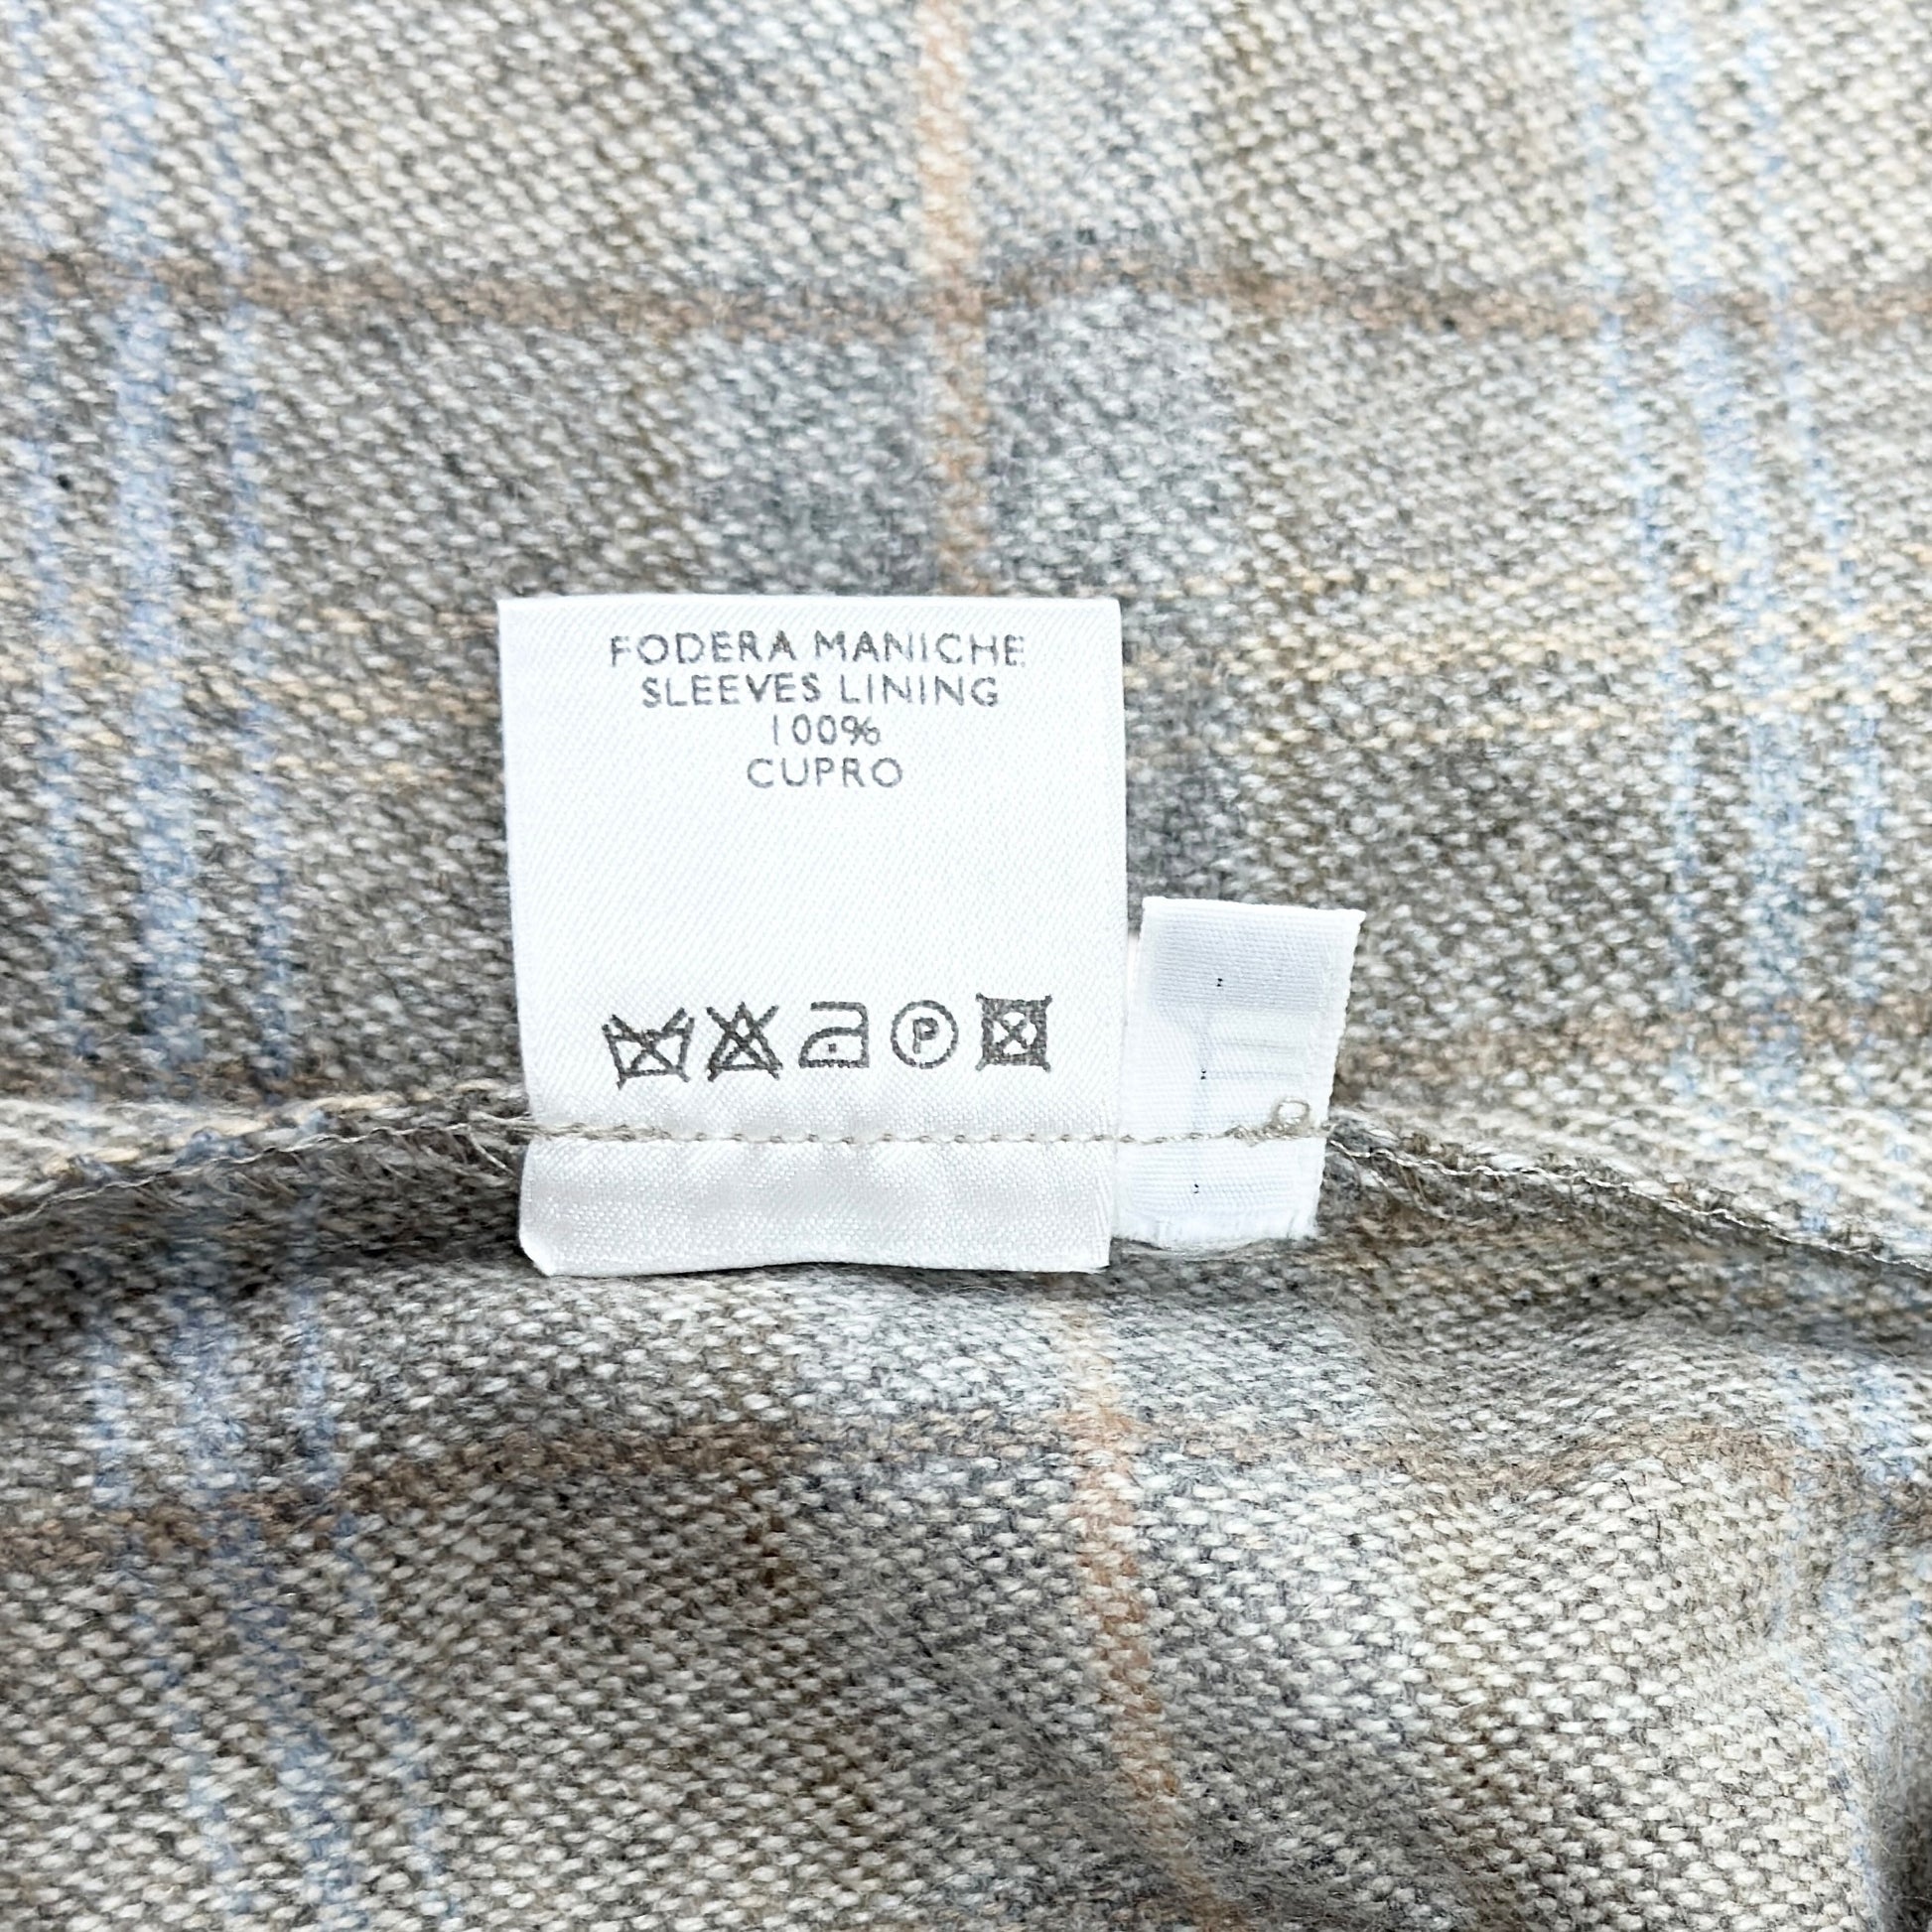 FODERA MANICHE
SLEEVES LINING
100%
CUPRO
P